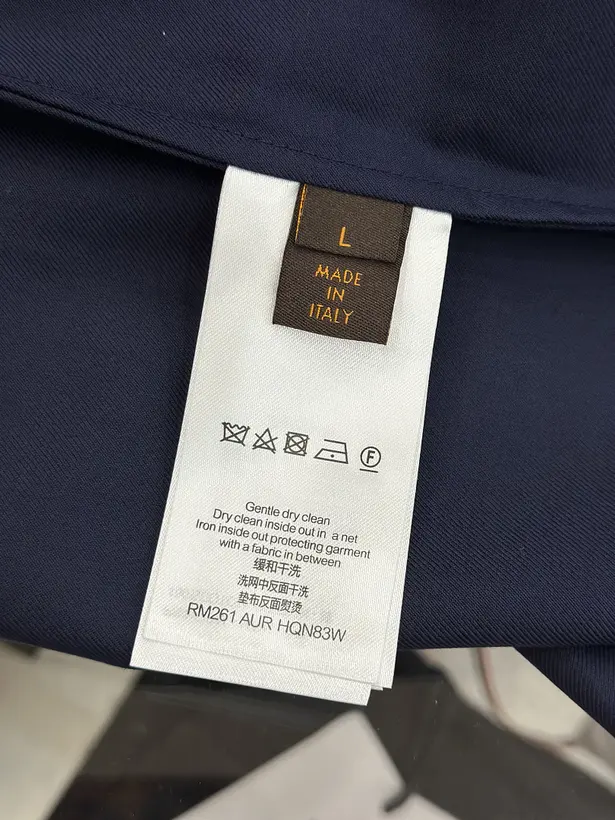 L
MADE
IN
ITALY
F
Gentle dry clean
Dry clean inside out in a net
Iron inside out protecting garment
with a fabric in between
缓和干洗
洗网中反面干洗
垫布反面熨烫
RM261 AUR HQN83W